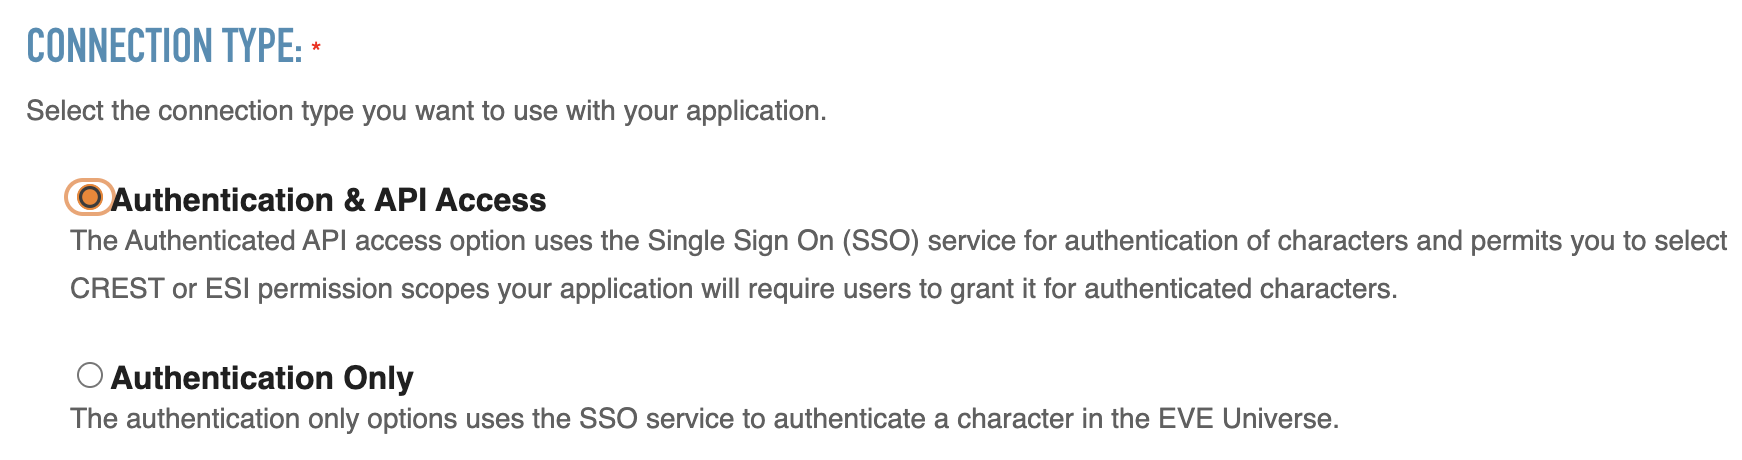 CONNECTION TYPE: *
Select the connection type you want to use with your application.
Authentication & API Access
The Authenticated API access option uses the Single Sign On (SSO) service for authentication of characters and permits you to select
CREST or ESI permission scopes your application will require users to grant it for authenticated characters.
Authentication Only
The authentication only options uses the SSO service to authenticate a character in the EVE Universe.